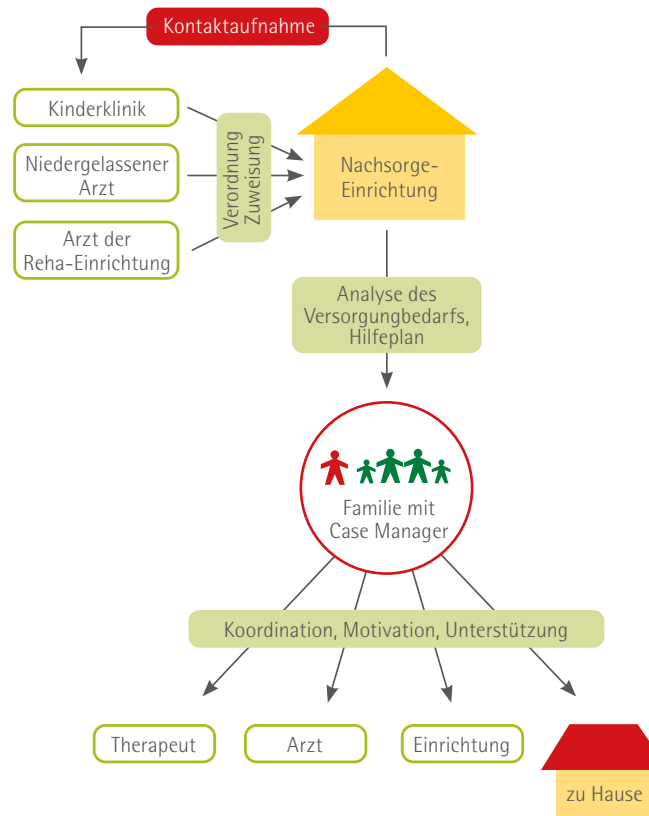 Kontaktaufnahme
Kinderklinik
Niedergelassener
Arzt
Arzt der
Reha-Einrichtung
Verordnung
Zuweisung
Nachsorge-
Einrichtung
Analyse des
Versorgungbedarfs,
Hilfeplan
Familie mit
Case Manager
Koordination, Motivation, Unterstützung
Therapeut
Arzt
Einrichtung
zu Hause